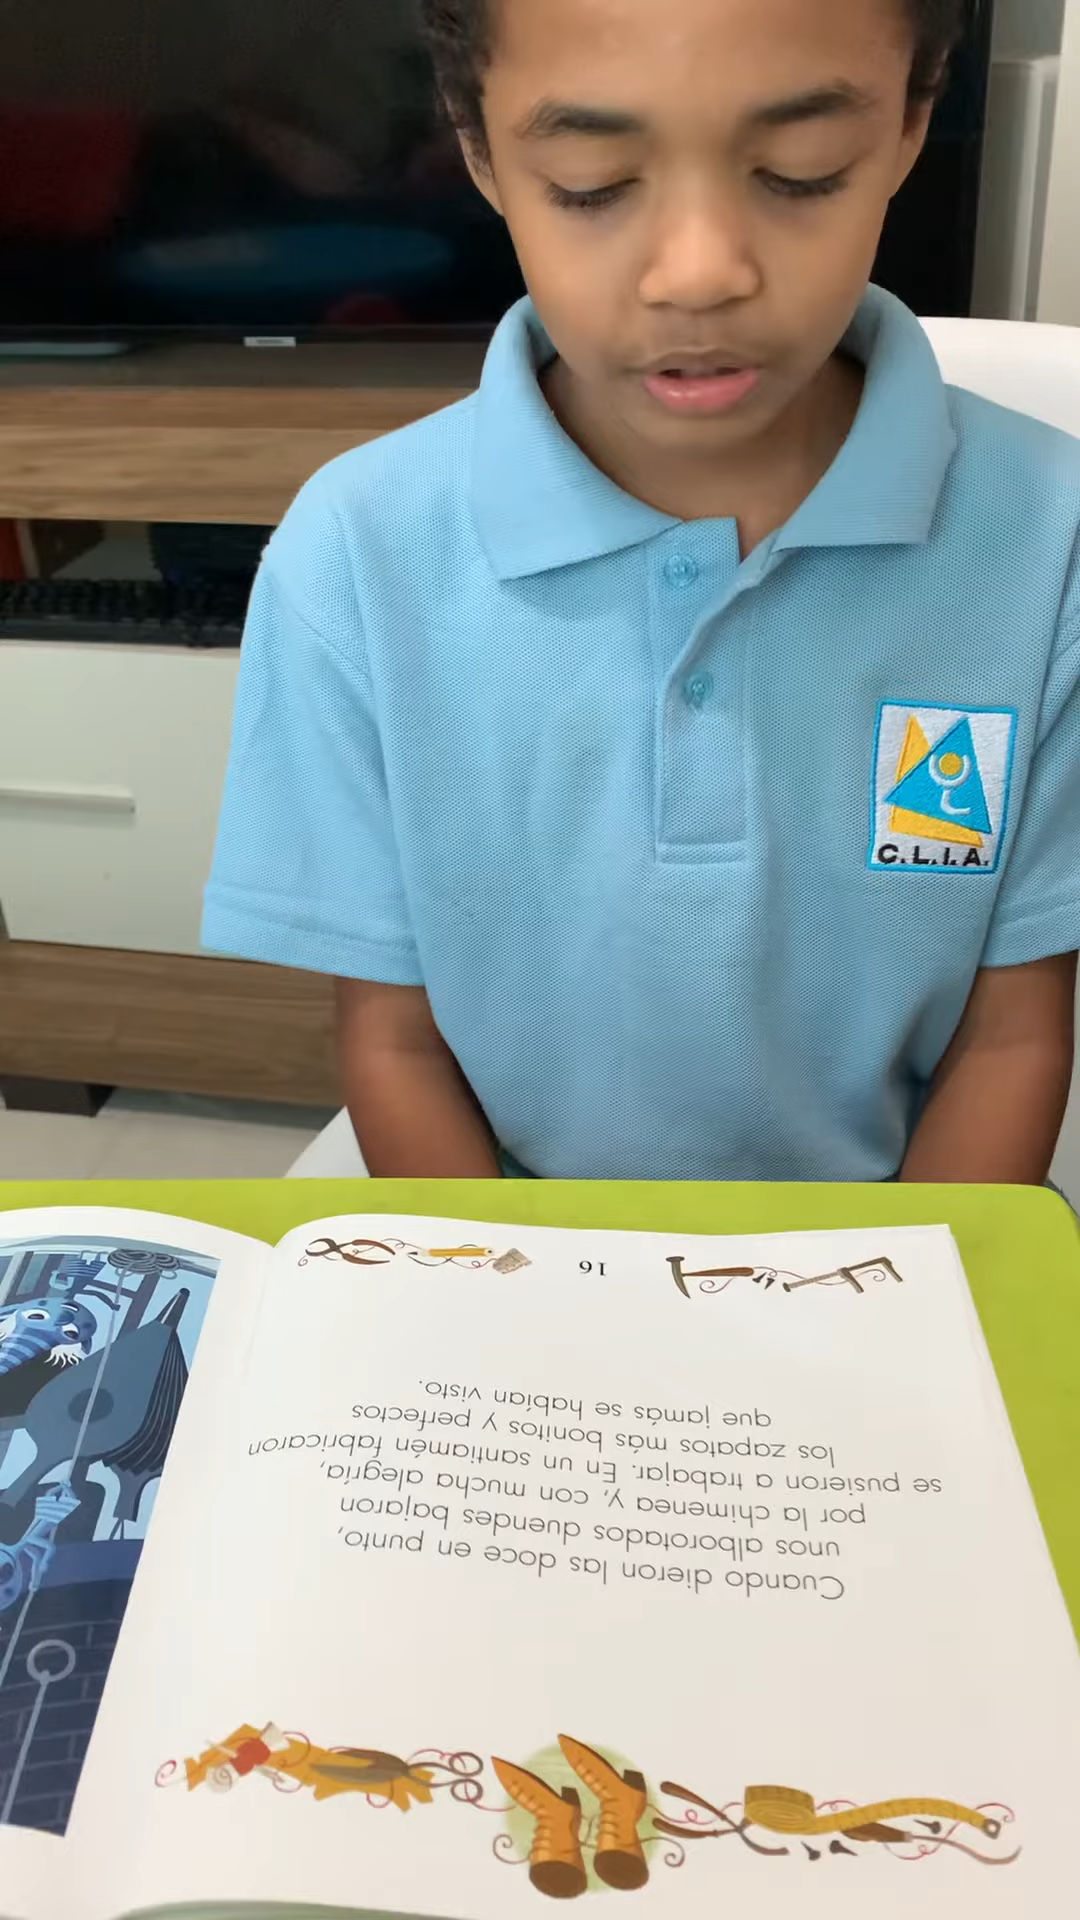 C.L.I.A.
Cuando dieron las doce en punto,
unos alborotados duendes bajaron
por la chimenea y, con mucha alegría,
se pusieron a trabajar. En un santiamén fabricaron
los zapatos más bonitos y perfectos
que jamás se habían visto.
16